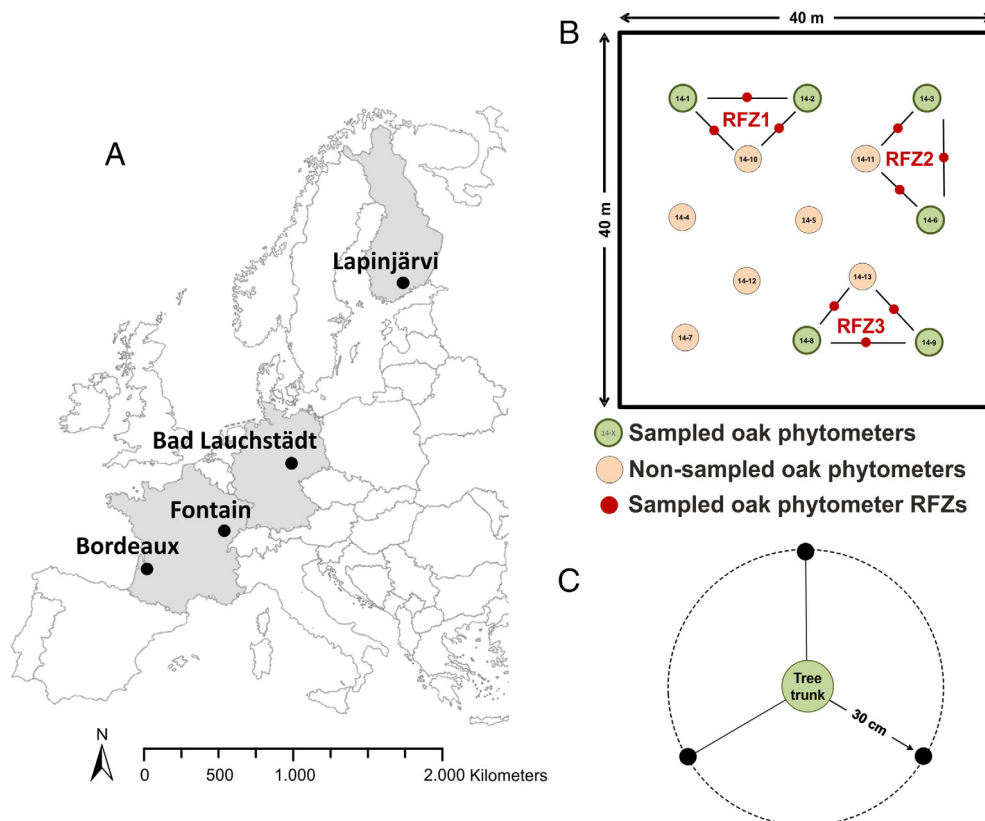 A
Lapinjärvi
Bad Lauchstädt
Fontain
Bordeaux
N
0 500 1.000 2.000 Kilometers
B
40 m
40 m
14-1 14-2 14-3
RFZ1
14-10 14-11 RFZ2
14-4 14-5 14-6
14-12 14-13
RFZ3
14-7 14-8 14-9
14-X Sampled oak phytometers
Non-sampled oak phytometers
Sampled oak phytometer RFZs
C
Tree
trunk
30 cm